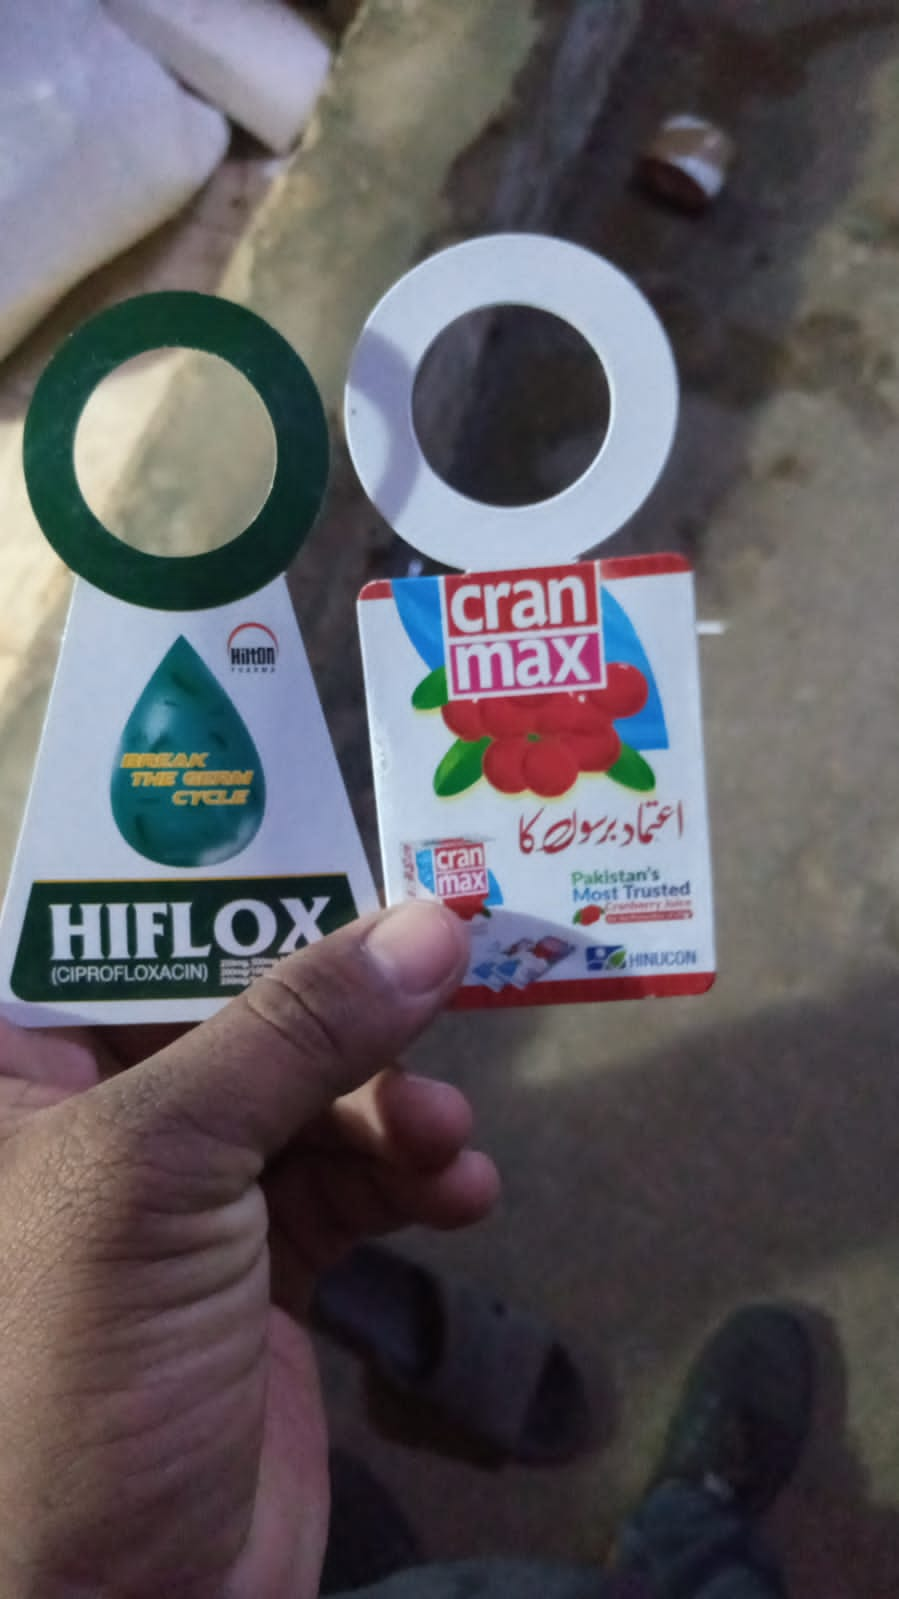 Hilton
PHARMA
BREAK
THE GERM
CYCLE
HIFLOX
(CIPROFLOXACIN)
cran
max
اعتماد برسوں کا
cran
max
Pakistan's
Most Trusted
Cranberry Juice
HINUCON